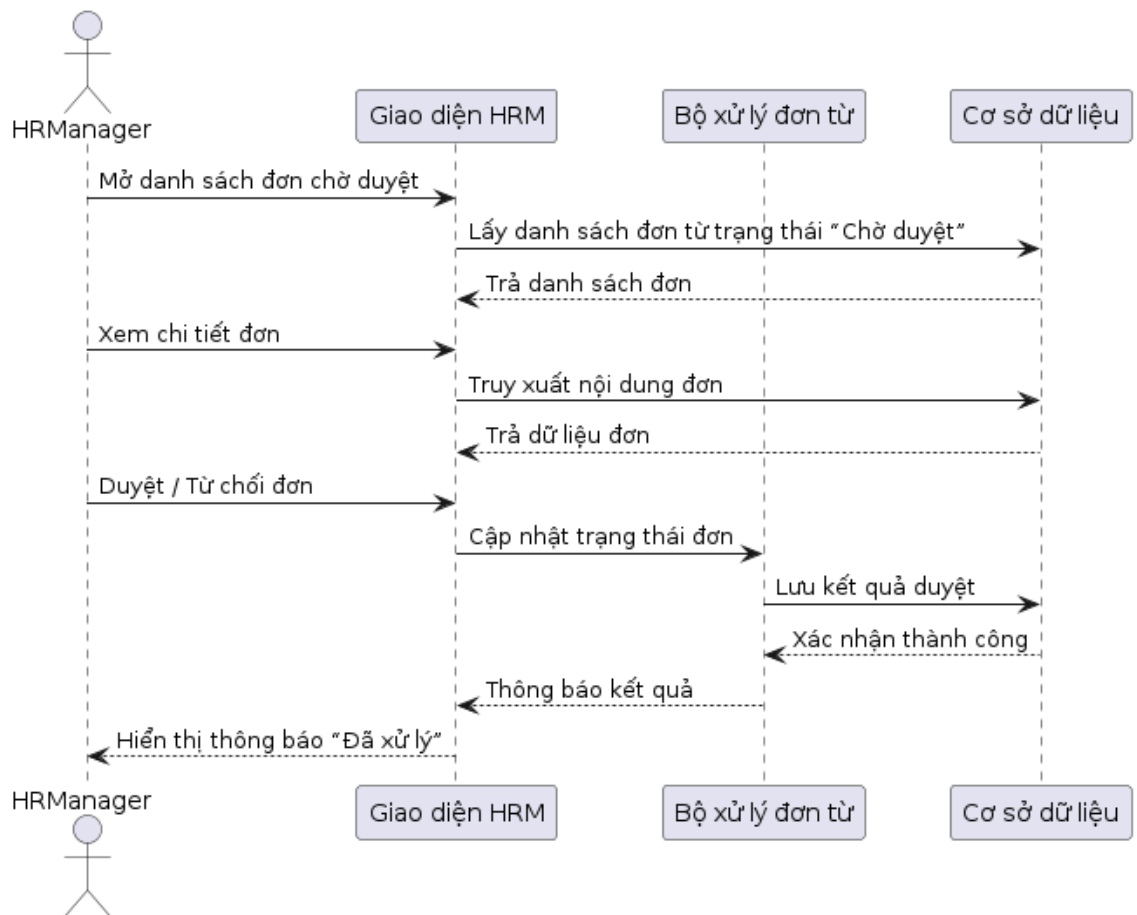 HRManager
Giao diện HRM
Bộ xử lý đơn từ
Cơ sở dữ liệu
Mở danh sách đơn chờ duyệt
Lấy danh sách đơn từ trạng thái “Chờ duyệt”
Trả danh sách đơn
Xem chi tiết đơn
Truy xuất nội dung đơn
Trả dữ liệu đơn
Duyệt / Từ chối đơn
Cập nhật trạng thái đơn
Lưu kết quả duyệt
Xác nhận thành công
Thông báo kết quả
Hiển thị thông báo “Đã xử lý”
HRManager
Giao diện HRM
Bộ xử lý đơn từ
Cơ sở dữ liệu